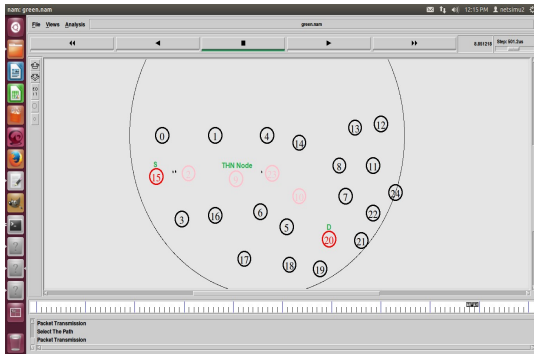 nam: green.nam
12:15 PM netsimu2
File Views Analysis
green.nam
8.051210
Step: 501.2us
0
1
4
14
13
12
S
15
THN Node
8
11
7
24
3
16
6
5
22
D
20
21
17
18
19
Packet Transmission
Select The Path
Packet Transmission